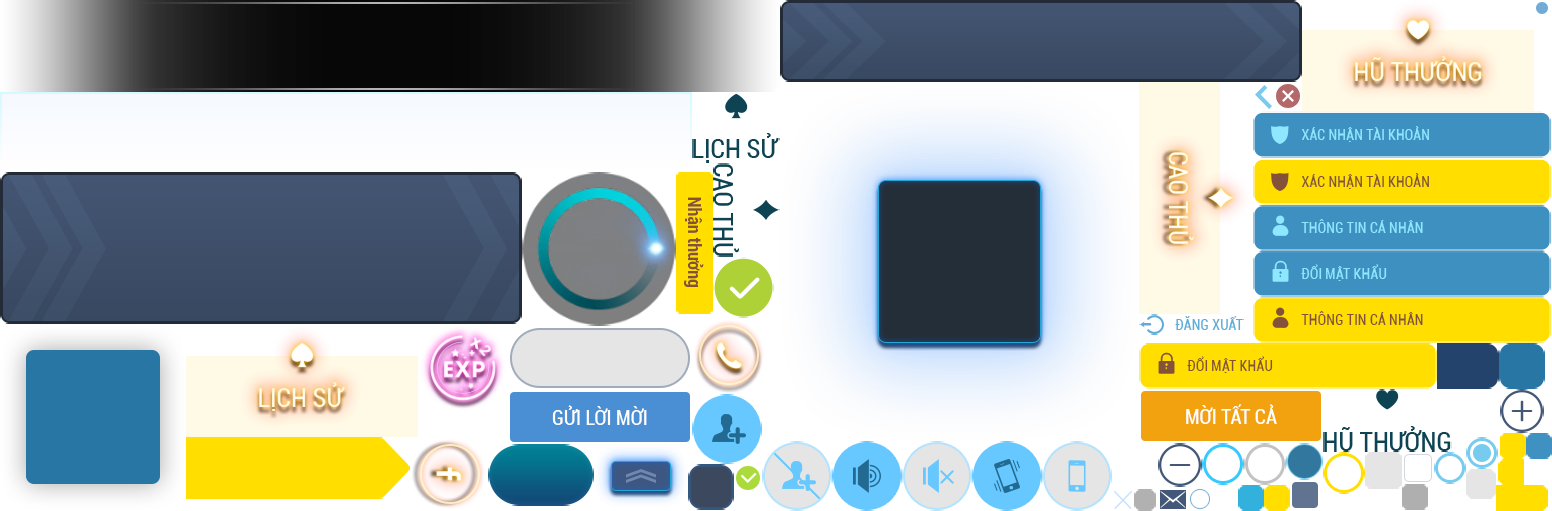 HŨ THƯỞNG
LỊCH SỬ
CAO THỦ
Nhận thưởng
CAO THỦ
XÁC NHẬN TÀI KHOẢN
XÁC NHẬN TÀI KHOẢN
THÔNG TIN CÁ NHÂN
ĐỔI MẬT KHẨU
THÔNG TIN CÁ NHÂN
ĐĂNG XUẤT
ĐỔI MẬT KHẨU
LỊCH SỬ
X2
EXP
GỬI LỜI MỜI
MỜI TẤT CẢ
HŨ THƯỞNG